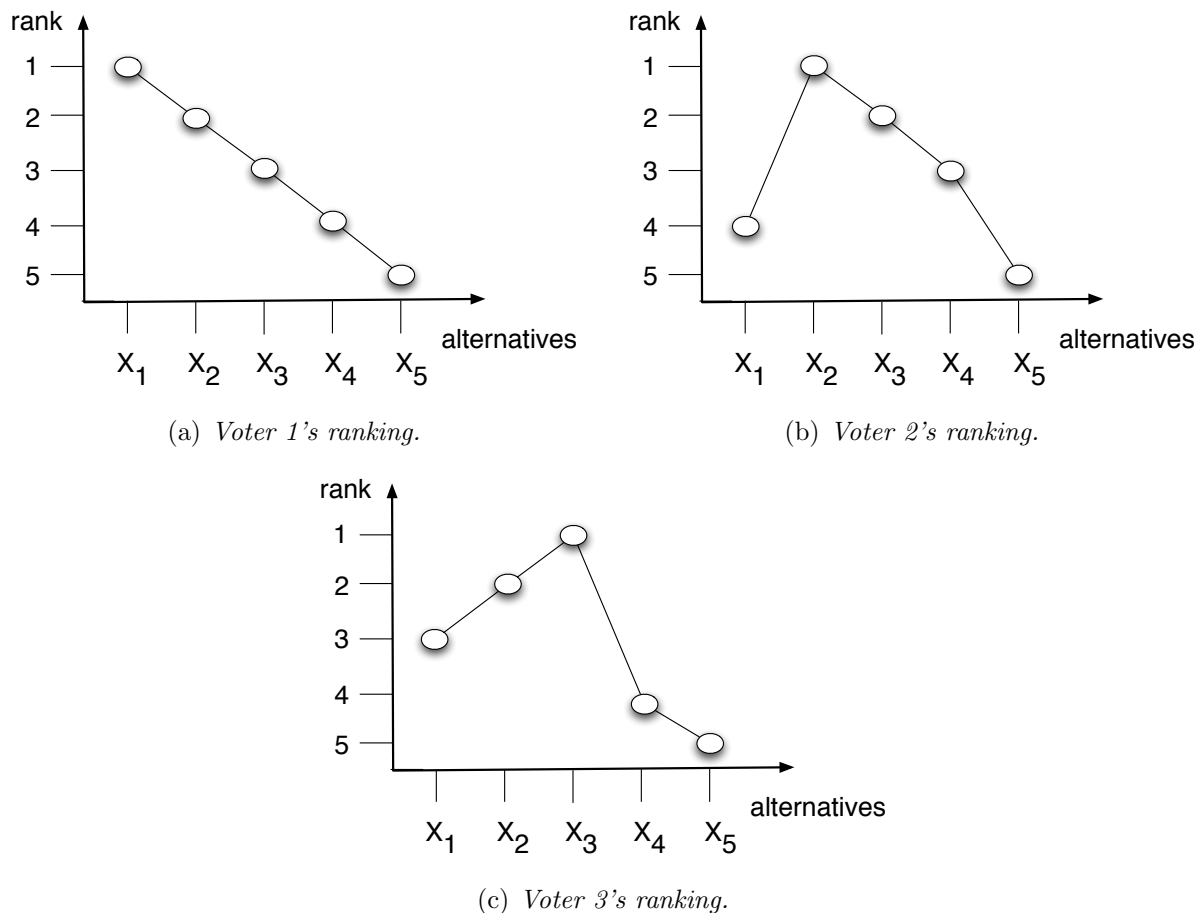 rank
1
2
3
4
5
alternatives
X1 X2 X3 X4 X5
(a) Voter 1's ranking.
rank
1
2
3
4
5
alternatives
X1 X2 X3 X4 X5
(b) Voter 2's ranking.
rank
1
2
3
4
5
alternatives
X1 X2 X3 X4 X5
(c) Voter 3's ranking.